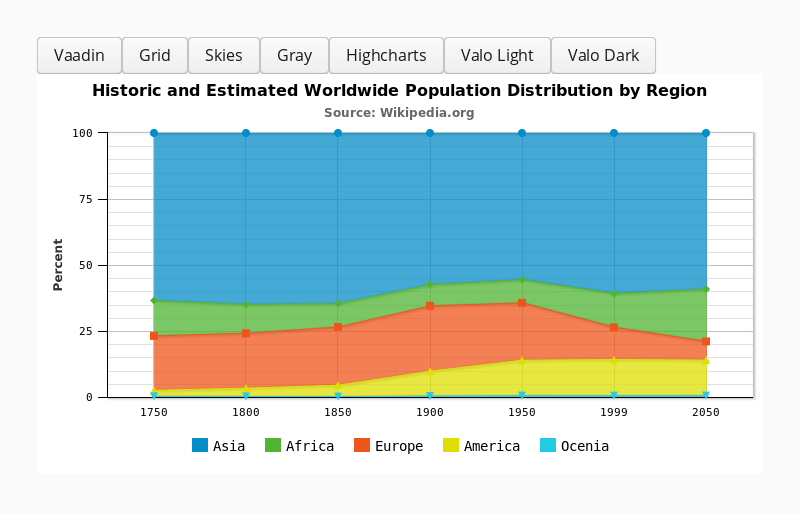 Vaadin Grid Skies Gray Highcharts Valo Light Valo Dark
Historic and Estimated Worldwide Population Distribution by Region
Source: Wikipedia.org
Percent
100
75
50
25
0
1750 1800 1850 1900 1950 1999 2050
Asia Africa Europe America Ocenia